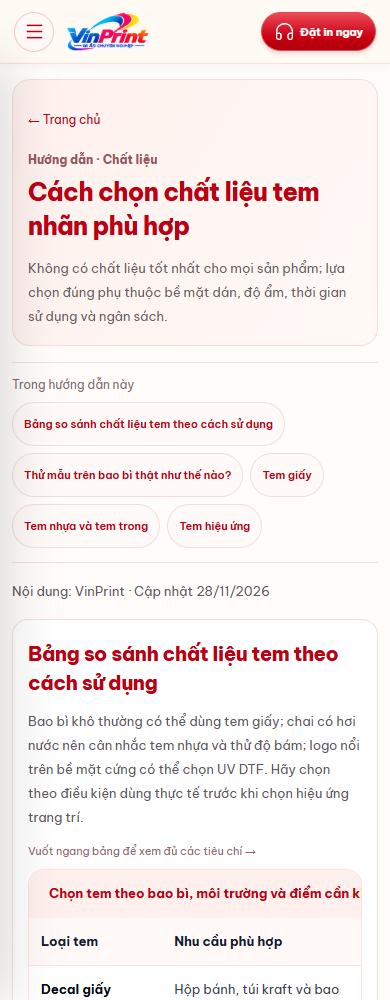 VinPrint
IN ẤN CHUYÊN NGHIỆP
Đặt in ngay
← Trang chủ
Hướng dẫn · Chất liệu
Cách chọn chất liệu tem
nhãn phù hợp
Không có chất liệu tốt nhất cho mọi sản phẩm; lựa
chọn đúng phụ thuộc bề mặt dán, độ ẩm, thời gian
sử dụng và ngân sách.
Trong hướng dẫn này
Bảng so sánh chất liệu tem theo cách sử dụng
Thử mẫu trên bao bì thật như thế nào?
Tem giấy
Tem nhựa và tem trong
Tem hiệu ứng
Nội dung: VinPrint · Cập nhật 28/11/2026
Bảng so sánh chất liệu tem theo
cách sử dụng
Bao bì khô thường có thể dùng tem giấy; chai có hơi
nước nên cân nhắc tem nhựa và thử độ bám; logo nổi
trên bề mặt cứng có thể chọn UV DTF. Hãy chọn
theo điều kiện dùng thực tế trước khi chọn hiệu ứng
trang trí.
Vuốt ngang bảng để xem đủ các tiêu chí →
Chọn tem theo bao bì, môi trường và điểm cần k
Loại tem
Nhu cầu phù hợp
Decal giấy
Hộp bánh, túi kraft và bao